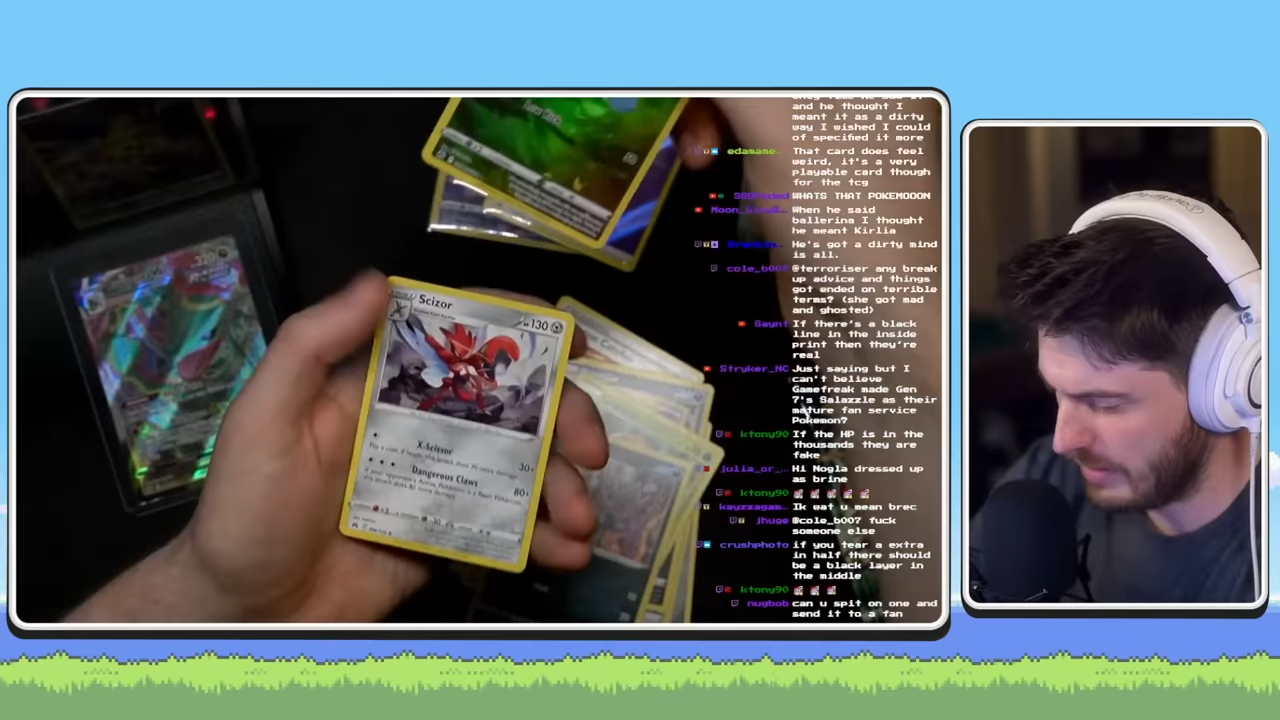 Scizor
130
X-Scissor
30+
Dangerous Claws
80+
and he thought I
meant it as a dirty
way I wished I could
of specified it more
edamame… That card does feel
weird, it's a very
playable card though
for the tcg
WHATS THAT POKEMOOON
When he said
ballerina I thought
he meant Kirlia
He's got a dirty mind
is all.
cole_b007 @terroriser any break
up advice and things
got ended on terrible
terms? (she got mad
and ghosted)
Saynt If there's a black
line in the inside
print then they're
real
Stryker_NC Just saying but I
can't believe
Gamefreak made Gen
7's Salazzle as their
mature fan service
Pokemon?
ktony90 If the HP is in the
thousands they are
fake
julia_or_… Hi Nogla dressed up
as brine
ktony90
kayzzagam… Ik wat u mean brec
jhuge @cole_b007 fuck
someone else
crushphoto if you tear a extra
in half there should
be a black layer in
the middle
ktony90
nugbob can u spit on one and
send it to a fan